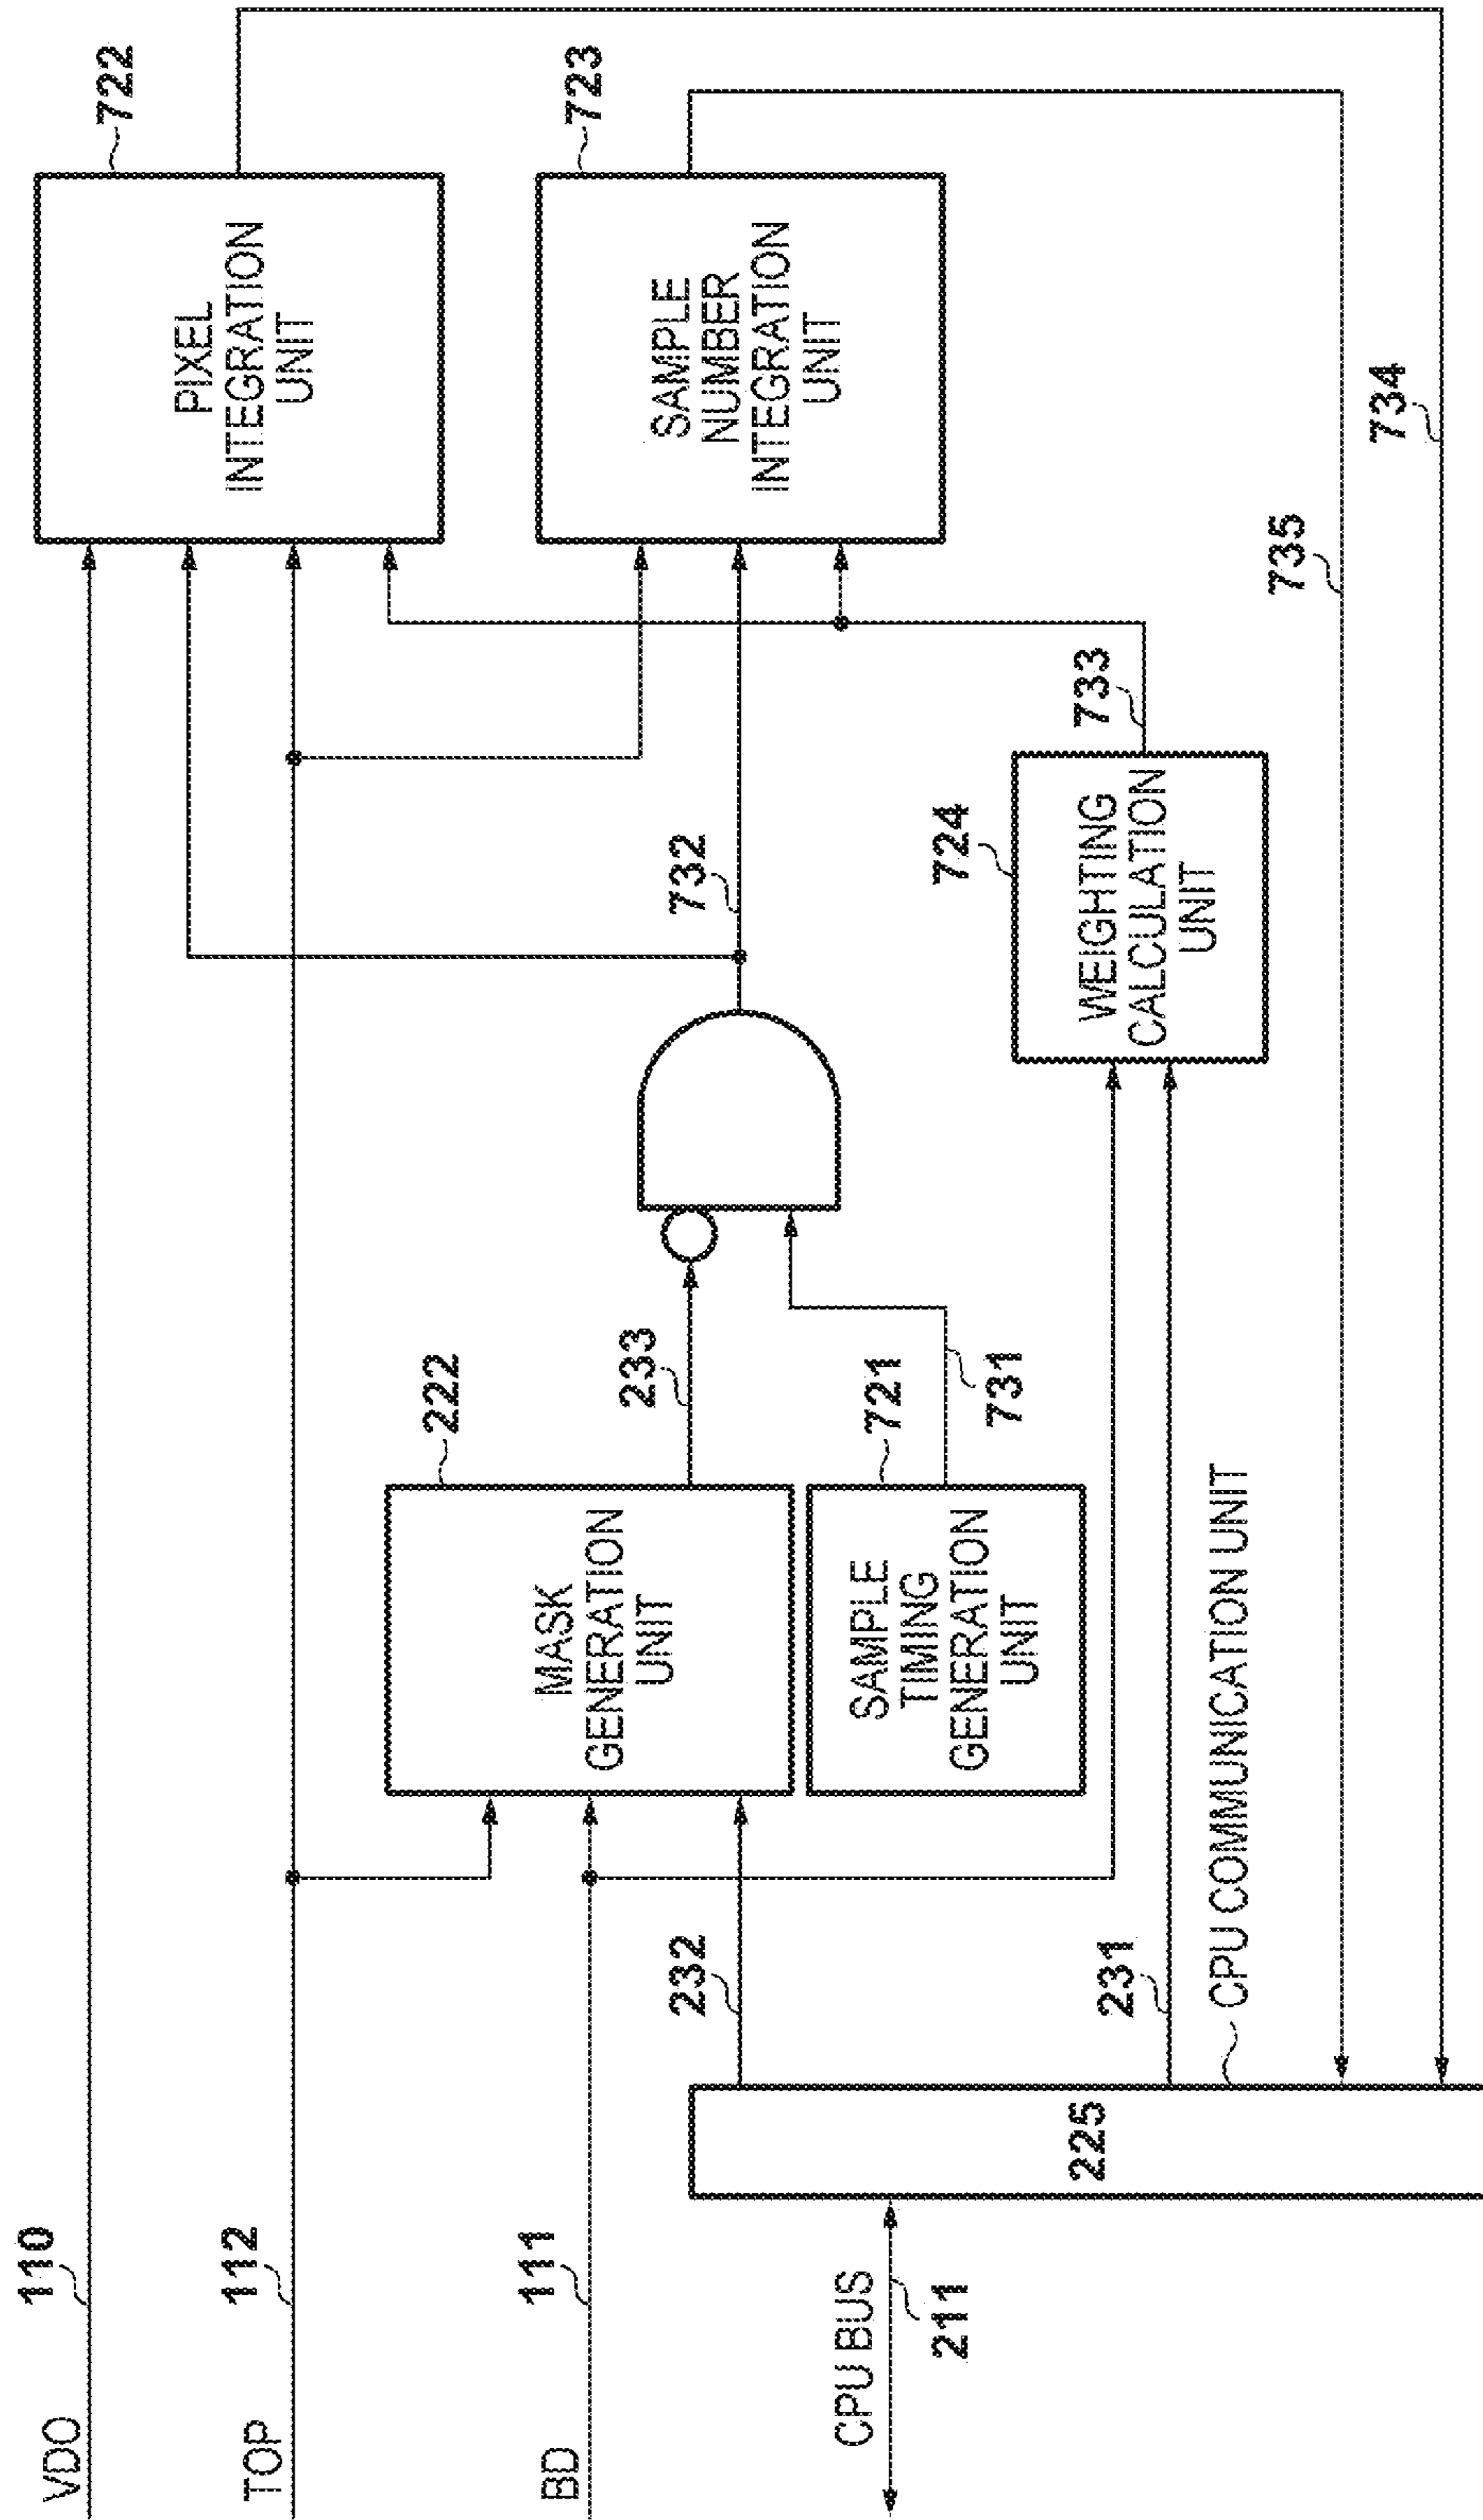 VDO
110
TOP
112
BD
111
CPU BUS
211
225
CPU COMMUNICATION UNIT
232
231
MASK
GENERATION
UNIT
222
233
SAMPLE
TIMING
GENERATION
UNIT
721
731
732
WEIGHTING
CALCULATION
UNIT
724
733
PIXEL
INTEGRATION
UNIT
722
SAMPLE
NUMBER
INTEGRATION
UNIT
723
735
734